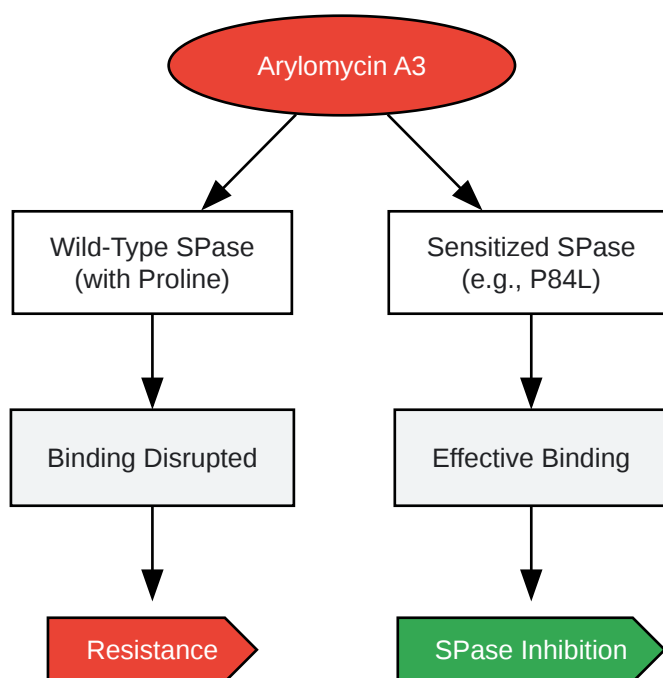 Arylomycin A3
Wild-Type SPase
(with Proline)
Sensitized SPase
(e.g., P84L)
Binding Disrupted
Effective Binding
Resistance
SPase Inhibition